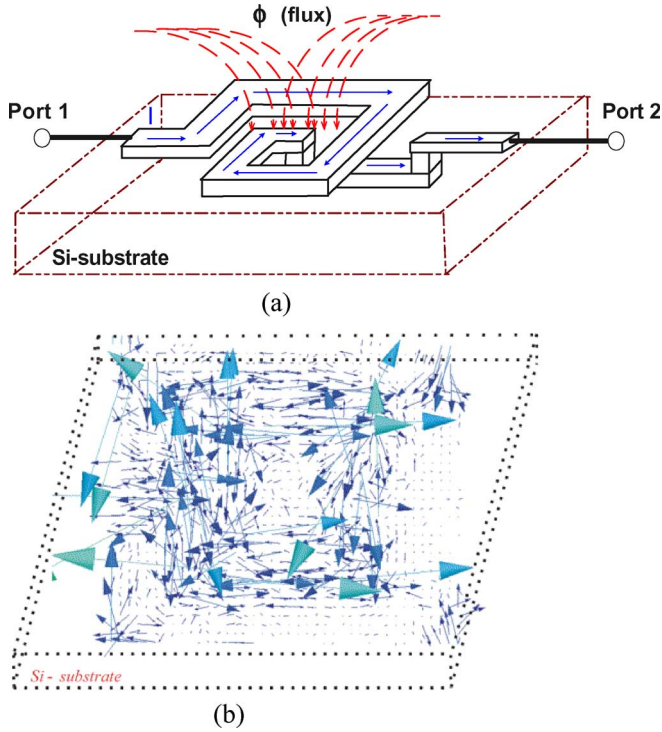 ϕ (flux)
Port 1
I
Port 2
Si-substrate
(a)
Si - substrate
(b)